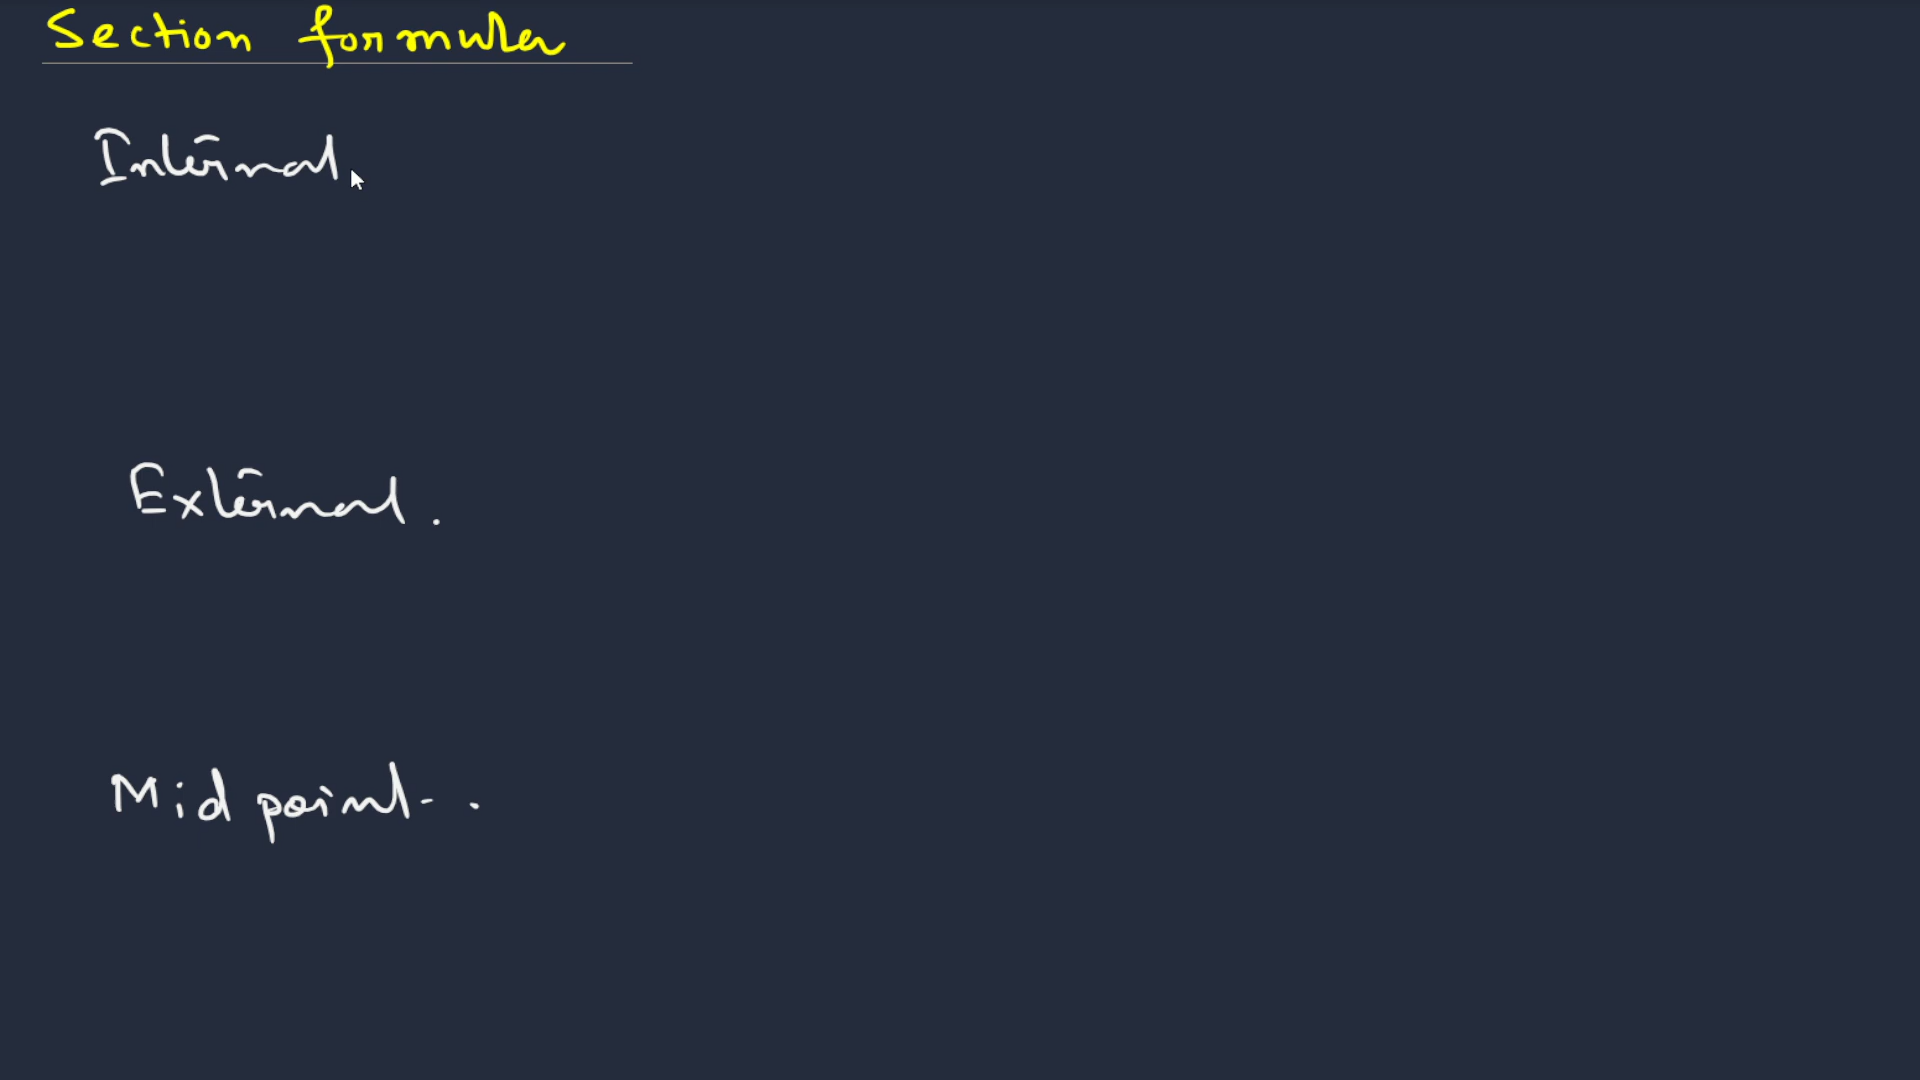 Section formula
Internal.
External.
Mid point - .